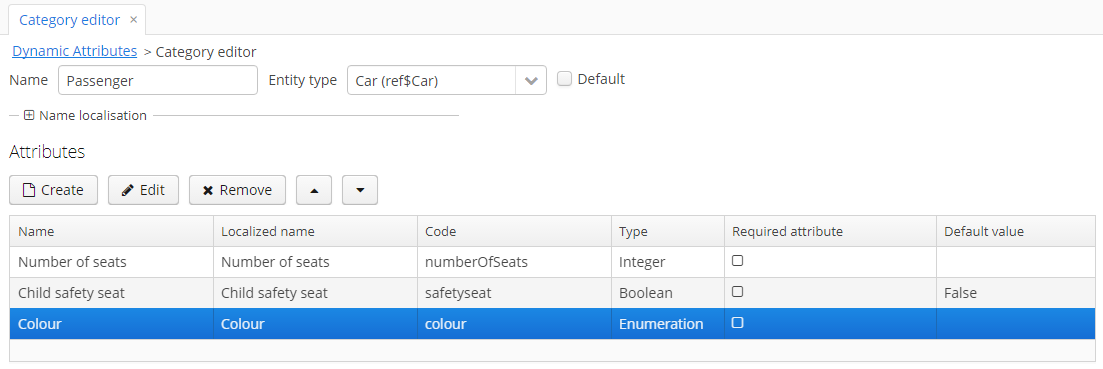 Category editor ×
Dynamic Attributes > Category editor
Name Passenger Entity type Car (ref$Car) Default
Name localisation
Attributes
Create Edit Remove
Name Localized name Code Type Required attribute Default value
Number of seats Number of seats numberOfSeats Integer
Child safety seat Child safety seat safetyseat Boolean False
Colour Colour colour Enumeration